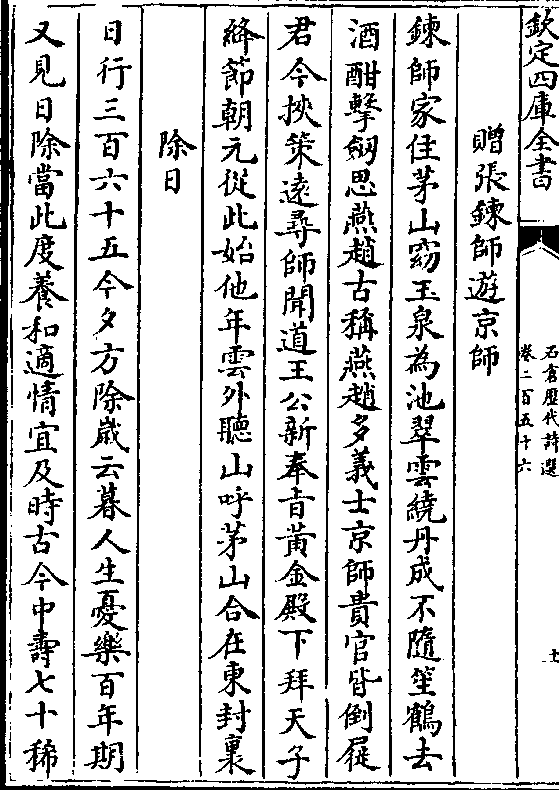 欽定四庫全書
石倉歷代詩選
卷二百五十六
贈張鍊師遊京師
鍊師家住茅山窈玉泉為池翠雲繞丹成不隨笙鶴去
酒酣擊劔思燕趙古稱燕趙多義士京師貴官皆倒屣
君今挾策逺尋師聞道王公新奉旨黄金殿下拜天子
絳節朝元從此始他年雲外聽山呼茅山合在東封裏
除日
日行三百六十五今夕方除歲云暮人生憂樂百年期
又見日除當此度養和適情宜及時古今中壽七十稀